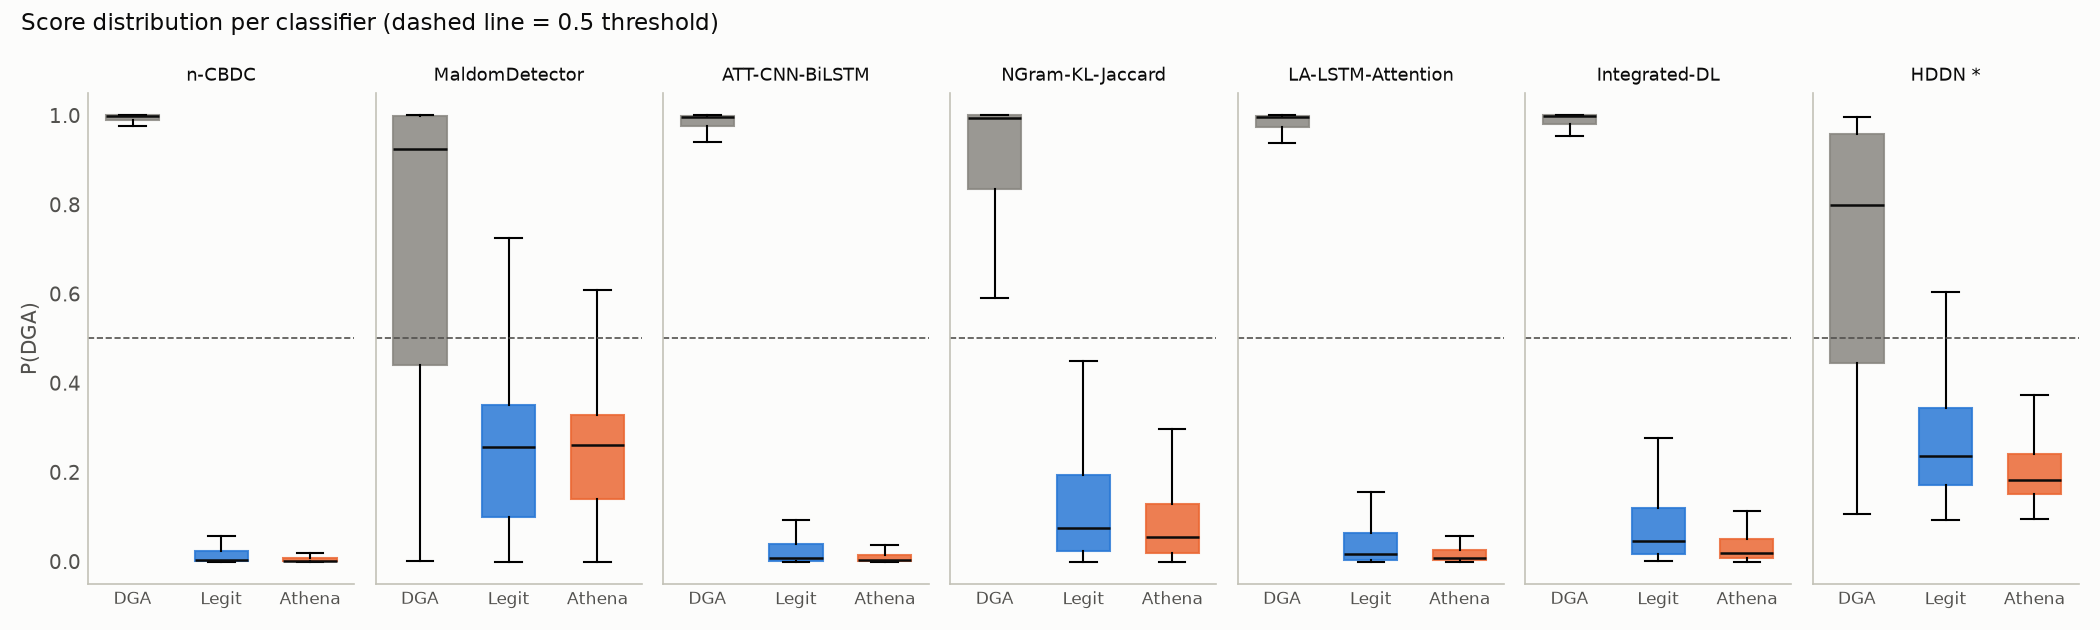 Score distribution per classifier (dashed line = 0.5 threshold)
n-CBDC MaldomDetector ATT-CNN-BiLSTM NGram-KL-Jaccard LA-LSTM-Attention Integrated-DL HDDN *
P(DGA)
1.0
0.8
0.6
0.4
0.2
0.0
DGA Legit Athena DGA Legit Athena DGA Legit Athena DGA Legit Athena DGA Legit Athena DGA Legit Athena DGA Legit Athena